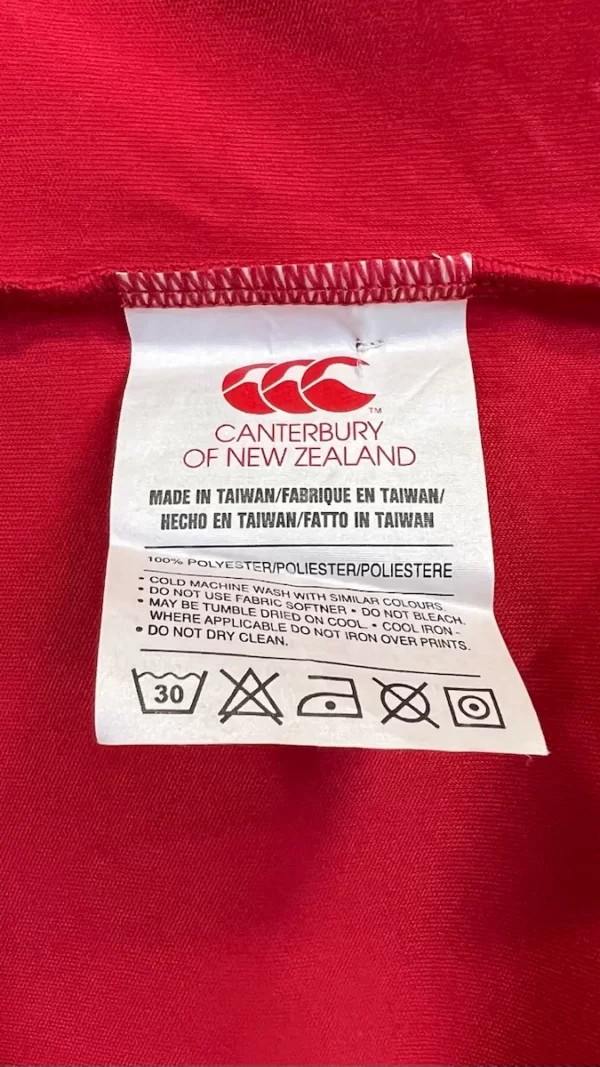 CCC™
CANTERBURY
OF NEW ZEALAND
MADE IN TAIWAN/FABRIQUE EN TAIWAN/
HECHO EN TAIWAN/FATTO IN TAIWAN
100% POLYESTER/POLIESTER/POLIESTERE
• COLD MACHINE WASH WITH SIMILAR COLOURS.
• DO NOT USE FABRIC SOFTNER • DO NOT BLEACH.
• MAY BE TUMBLE DRIED ON COOL. • COOL IRON -
WHERE APPLICABLE DO NOT IRON OVER PRINTS.
• DO NOT DRY CLEAN.
30